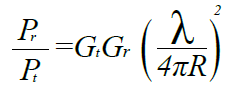 P_r/P_t = G_t G_r (λ/4πR)^2